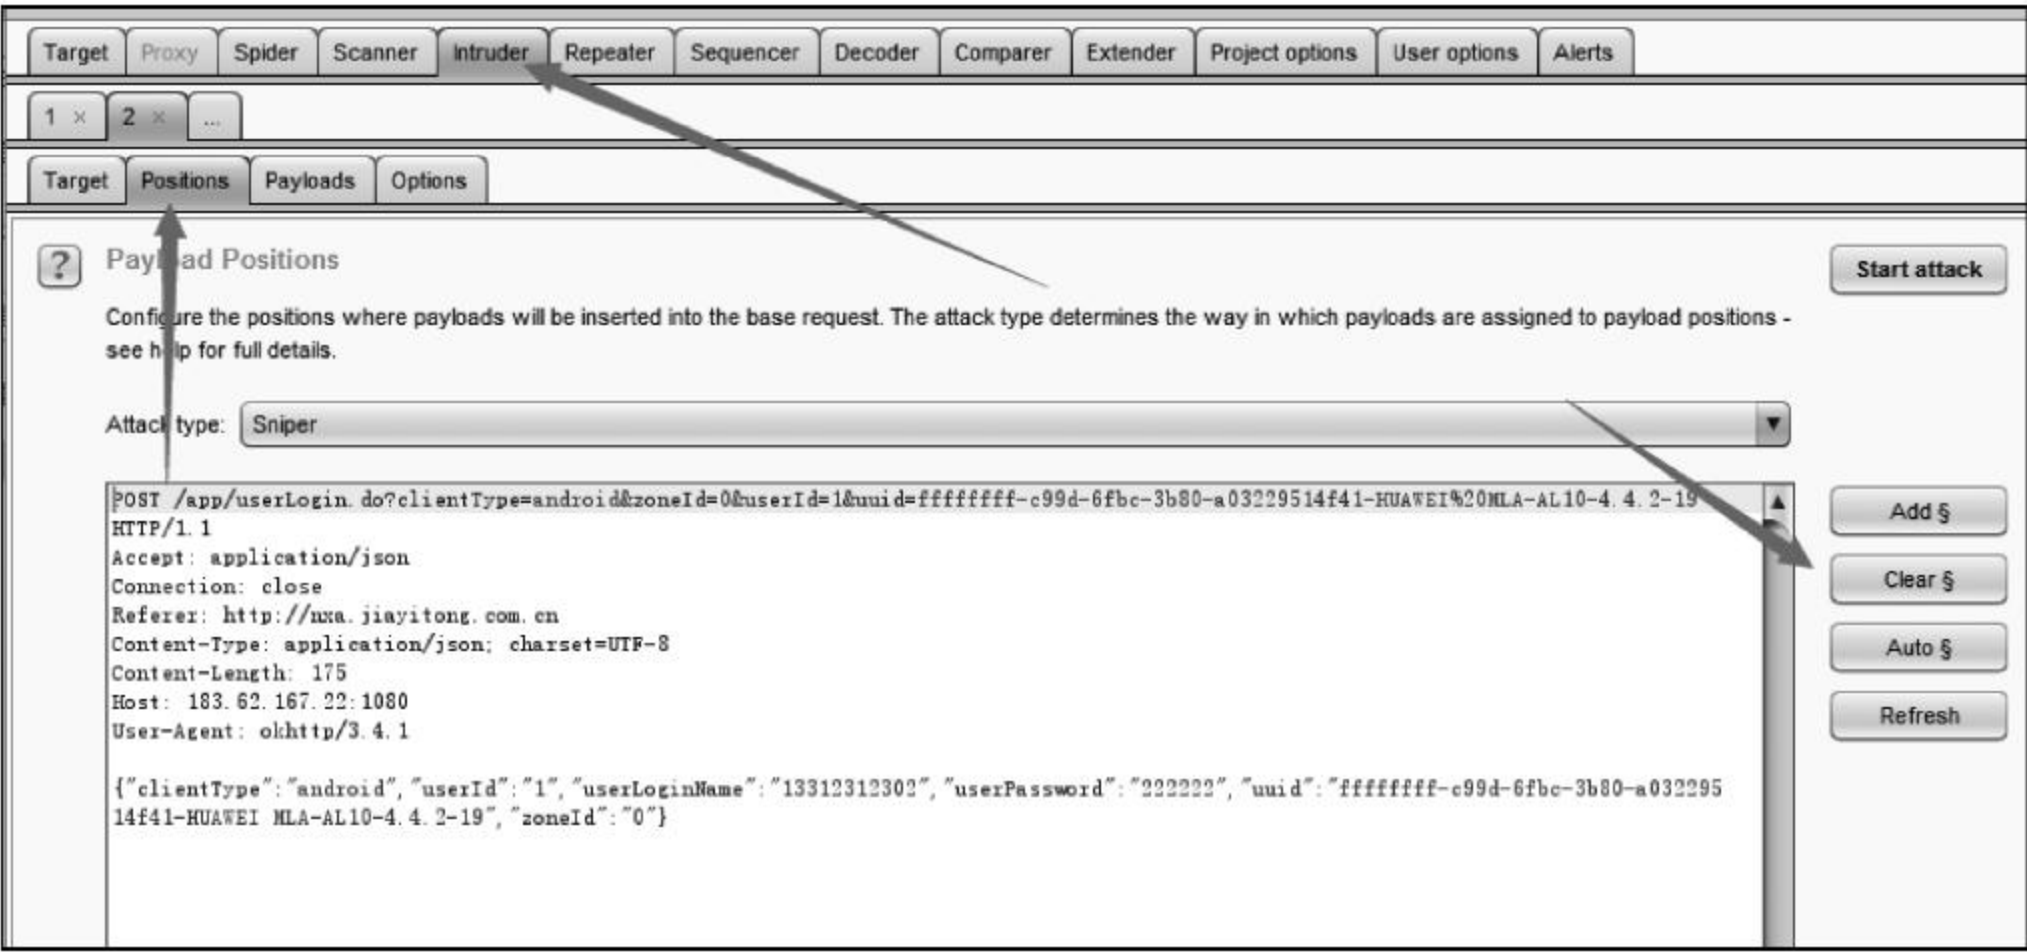 Target Proxy Spider Scanner Intruder Repeater Sequencer Decoder Comparer Extender Project options User options Alerts
1 × 2 × ...
Target Positions Payloads Options
? Payload Positions
Start attack
Configure the positions where payloads will be inserted into the base request. The attack type determines the way in which payloads are assigned to payload positions -
see help for full details.
Attack type: Sniper
POST /app/userLogin.do?clientType=android&zoneId=0&userId=1&uuid=ffffffff-c99d-6fbc-3b80-a03229514f41-HUAWEI%20MLA-AL10-4.4.2-19
HTTP/1.1
Accept: application/json
Connection: close
Referer: http://nxa.jiayitong.com.cn
Content-Type: application/json; charset=UTF-8
Content-Length: 175
Host: 183.62.167.22:1080
User-Agent: okhttp/3.4.1
{"clientType":"android","userId":"1","userLoginName":"13312312302","userPassword":"222222","uuid":"ffffffff-c99d-6fbc-3b80-a032295
14f41-HUAWEI MLA-AL10-4.4.2-19","zoneId":"0"}
Add §
Clear §
Auto §
Refresh